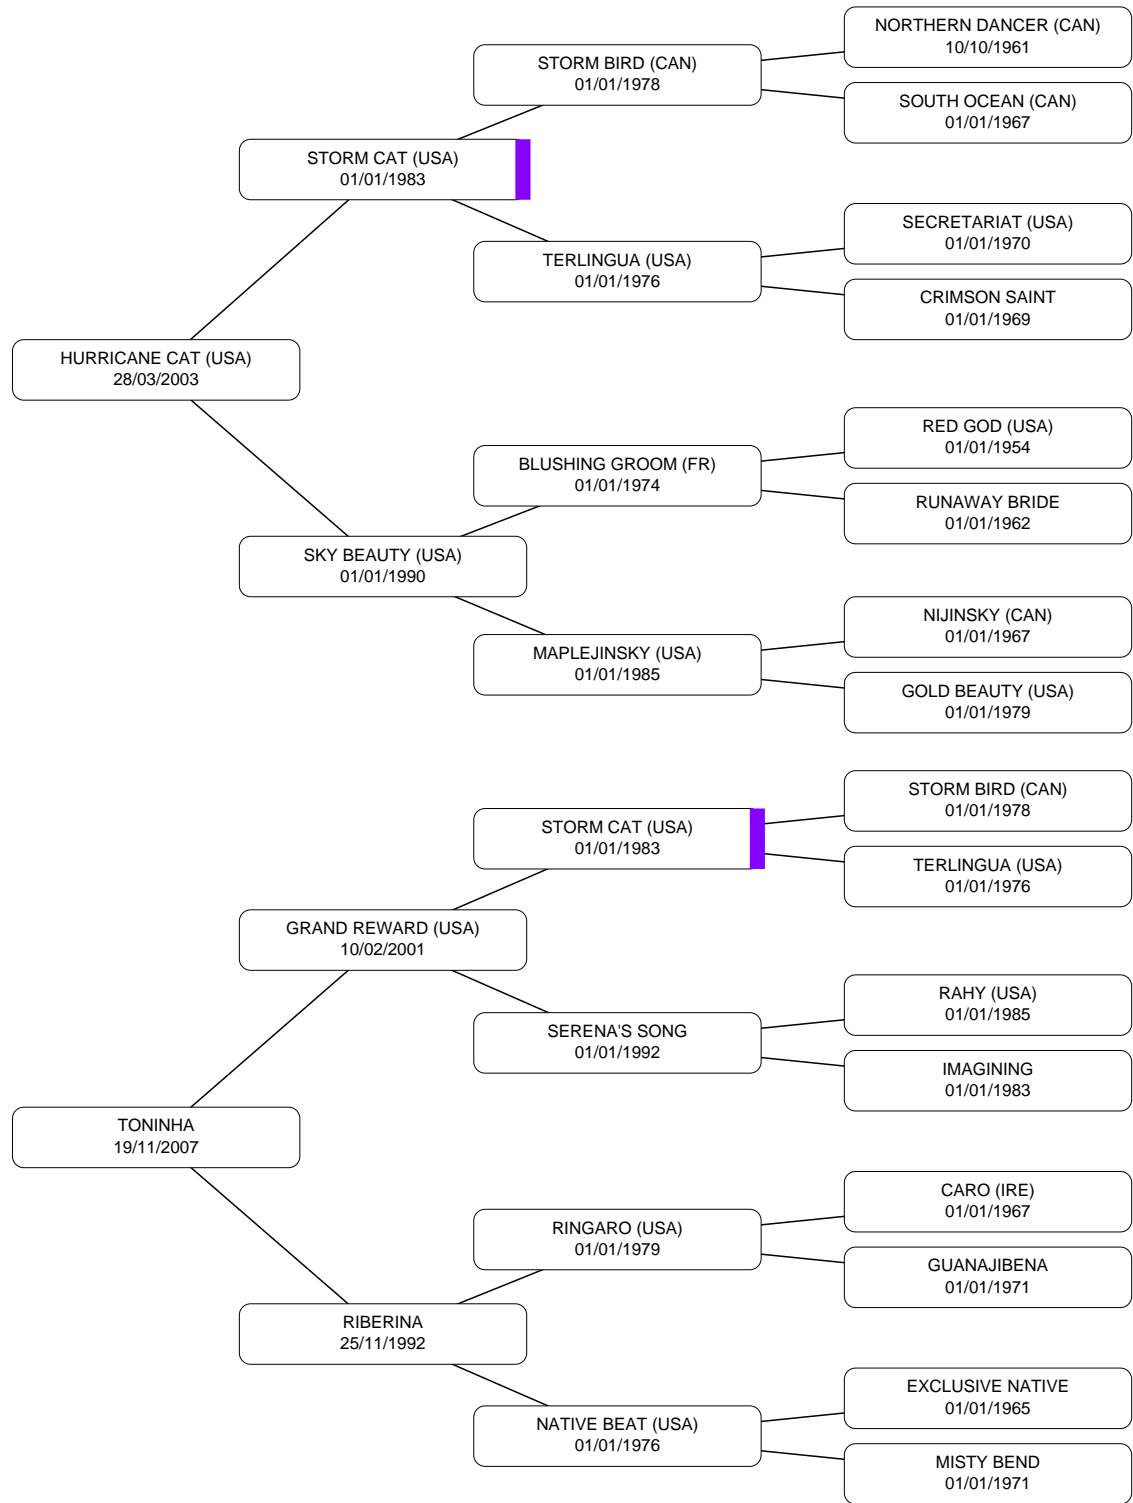 NORTHERN DANCER (CAN)
10/10/1961
STORM BIRD (CAN)
01/01/1978
SOUTH OCEAN (CAN)
01/01/1967
STORM CAT (USA)
01/01/1983
SECRETARIAT (USA)
01/01/1970
TERLINGUA (USA)
01/01/1976
CRIMSON SAINT
01/01/1969
HURRICANE CAT (USA)
28/03/2003
RED GOD (USA)
01/01/1954
BLUSHING GROOM (FR)
01/01/1974
RUNAWAY BRIDE
01/01/1962
SKY BEAUTY (USA)
01/01/1990
NIJINSKY (CAN)
01/01/1967
MAPLEJINSKY (USA)
01/01/1985
GOLD BEAUTY (USA)
01/01/1979
STORM BIRD (CAN)
01/01/1978
STORM CAT (USA)
01/01/1983
TERLINGUA (USA)
01/01/1976
GRAND REWARD (USA)
10/02/2001
RAHY (USA)
01/01/1985
SERENA'S SONG
01/01/1992
IMAGINING
01/01/1983
TONINHA
19/11/2007
CARO (IRE)
01/01/1967
RINGARO (USA)
01/01/1979
GUANAJIBENA
01/01/1971
RIBERINA
25/11/1992
EXCLUSIVE NATIVE
01/01/1965
NATIVE BEAT (USA)
01/01/1976
MISTY BEND
01/01/1971